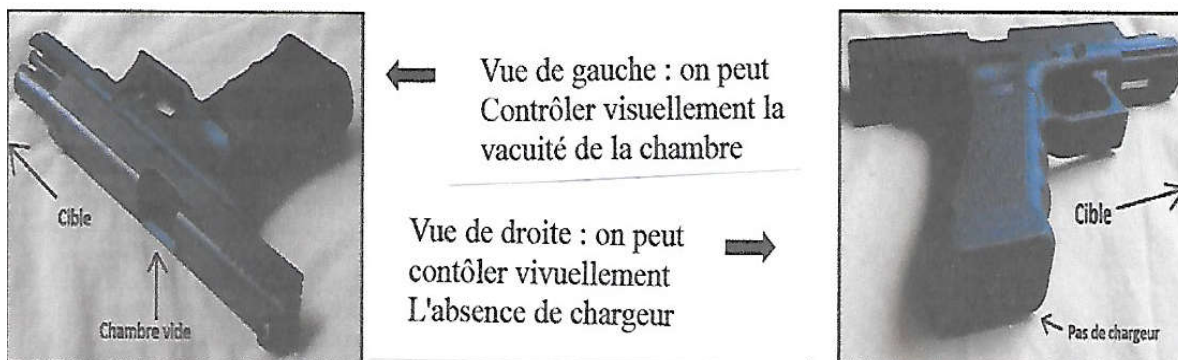 Vue de gauche : on peut
Contrôler visuellement la
vacuité de la chambre
Cible
Chambre vide
Vue de droite : on peut
contôler vivuellement
L'absence de chargeur
Cible
Pas de chargeur